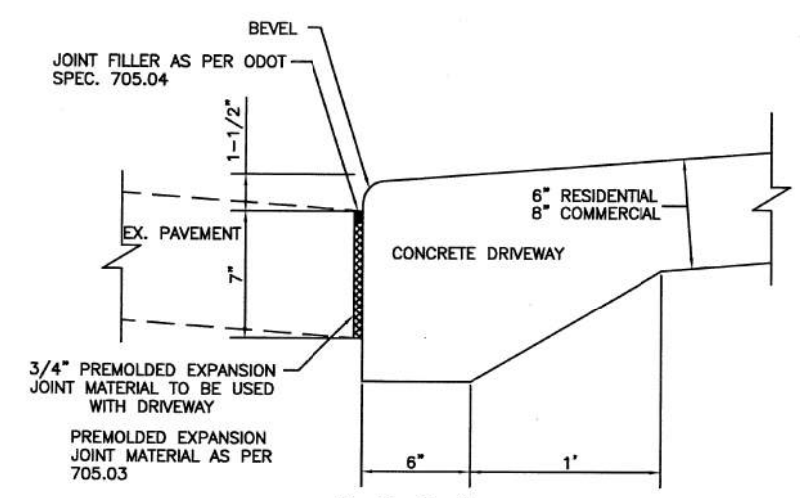 BEVEL
JOINT FILLER AS PER ODOT
SPEC. 705.04
1-1/2"
6" RESIDENTIAL
8" COMMERCIAL
EX. PAVEMENT
CONCRETE DRIVEWAY
7"
3/4" PREMOLDED EXPANSION
JOINT MATERIAL TO BE USED
WITH DRIVEWAY
PREMOLDED EXPANSION
JOINT MATERIAL AS PER
705.03
6"
1'